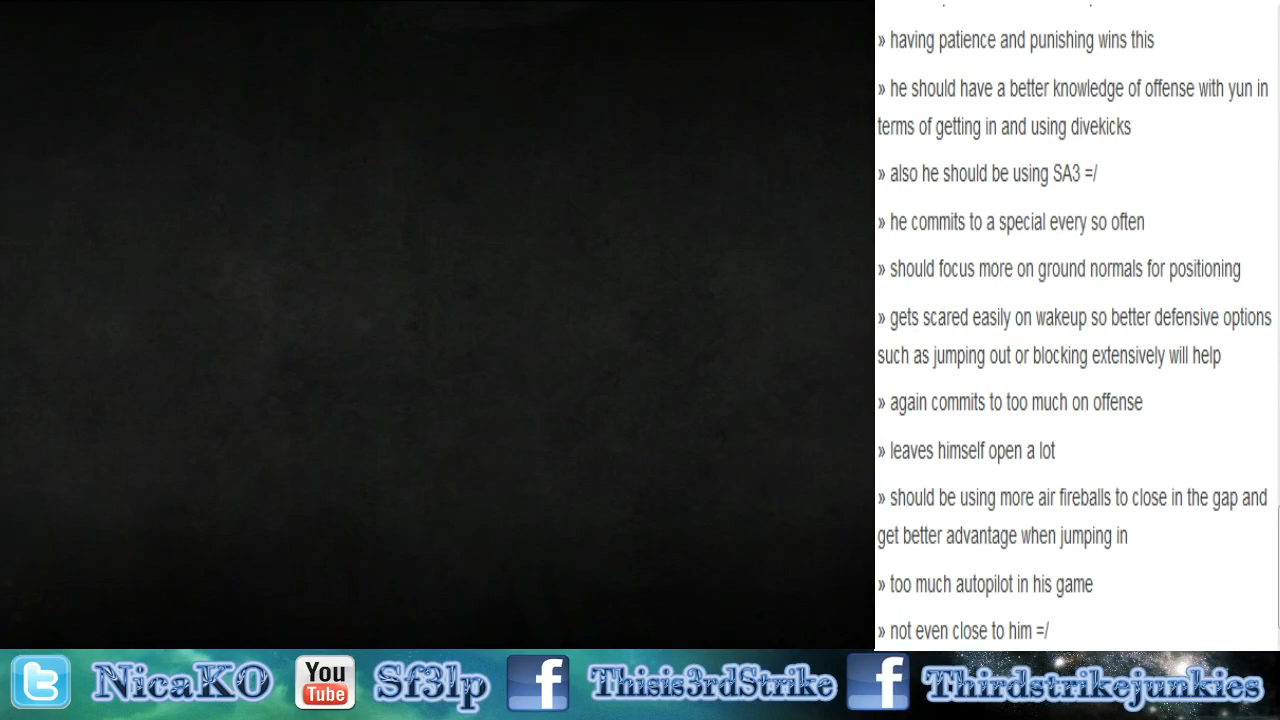 » having patience and punishing wins this
» he should have a better knowledge of offense with yun in
terms of getting in and using divekicks
» also he should be using SA3 =/
» he commits to a special every so often
» should focus more on ground normals for positioning
» gets scared easily on wakeup so better defensive options
such as jumping out or blocking extensively will help
» again commits to too much on offense
» leaves himself open a lot
» should be using more air fireballs to close in the gap and
get better advantage when jumping in
» too much autopilot in his game
» not even close to him =/
NicaKO You Tube Sf3lp Thisis3rdStrike Thirdstrikejunkies